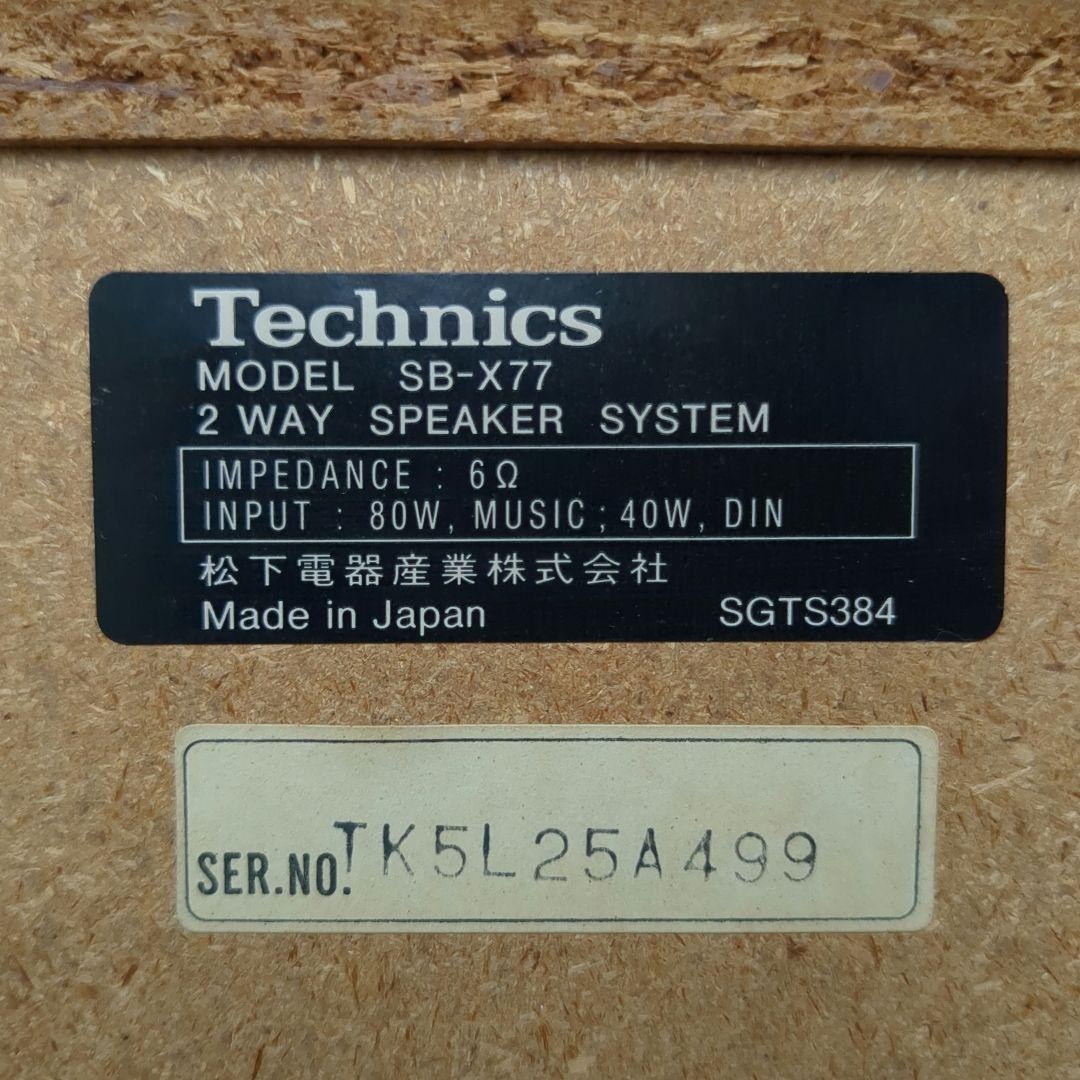 Technics
MODEL SB-X77
2 WAY SPEAKER SYSTEM
IMPEDANCE : 6Ω
INPUT : 80W, MUSIC ; 40W, DIN
松下電器産業株式会社
Made in Japan SGTS384
SER.NO. TK5L25A499